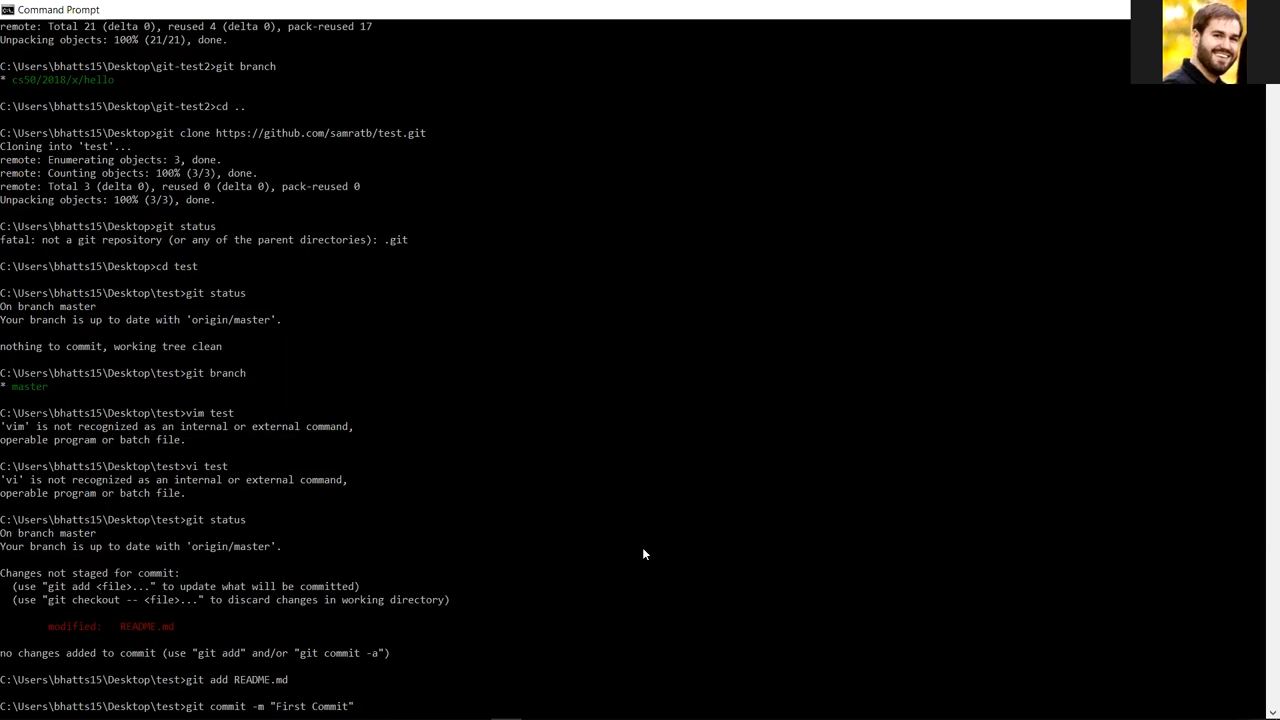 Command Prompt
remote: Total 21 (delta 0), reused 4 (delta 0), pack-reused 17
Unpacking objects: 100% (21/21), done.
C:\Users\bhatts15\Desktop\git-test2>git branch
* cs50/2018/x/hello
C:\Users\bhatts15\Desktop\git-test2>cd ..
C:\Users\bhatts15\Desktop>git clone https://github.com/samratb/test.git
Cloning into 'test'...
remote: Enumerating objects: 3, done.
remote: Counting objects: 100% (3/3), done.
remote: Total 3 (delta 0), reused 0 (delta 0), pack-reused 0
Unpacking objects: 100% (3/3), done.
C:\Users\bhatts15\Desktop>git status
fatal: not a git repository (or any of the parent directories): .git
C:\Users\bhatts15\Desktop>cd test
C:\Users\bhatts15\Desktop\test>git status
On branch master
Your branch is up to date with 'origin/master'.
nothing to commit, working tree clean
C:\Users\bhatts15\Desktop\test>git branch
* master
C:\Users\bhatts15\Desktop\test>vim test
'vim' is not recognized as an internal or external command,
operable program or batch file.
C:\Users\bhatts15\Desktop\test>vi test
'vi' is not recognized as an internal or external command,
operable program or batch file.
C:\Users\bhatts15\Desktop\test>git status
On branch master
Your branch is up to date with 'origin/master'.
Changes not staged for commit:
(use "git add <file>..." to update what will be committed)
(use "git checkout -- <file>..." to discard changes in working directory)
modified: README.md
no changes added to commit (use "git add" and/or "git commit -a")
C:\Users\bhatts15\Desktop\test>git add README.md
C:\Users\bhatts15\Desktop\test>git commit -m "First Commit"